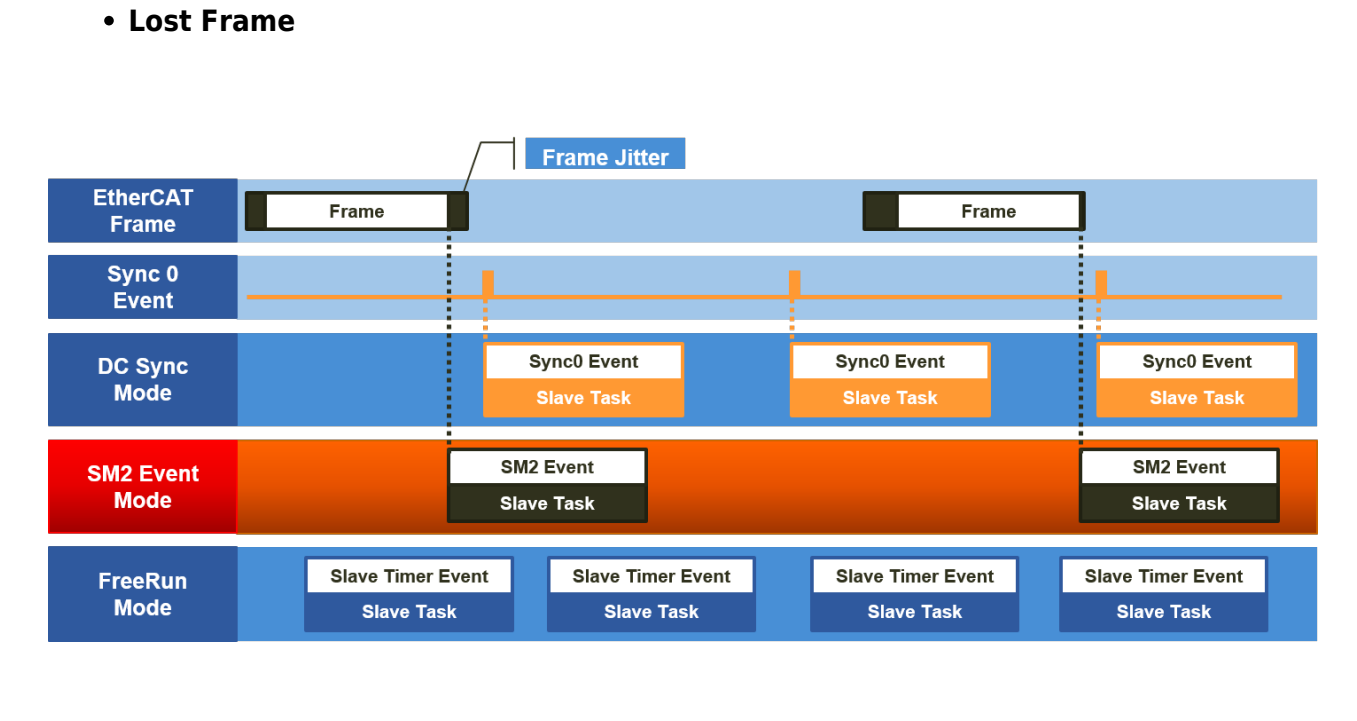 • Lost Frame
Frame Jitter
EtherCAT
Frame
Frame
Frame
Sync 0
Event
DC Sync
Mode
Sync0 Event
Slave Task
Sync0 Event
Slave Task
Sync0 Event
Slave Task
SM2 Event
Mode
SM2 Event
Slave Task
SM2 Event
Slave Task
FreeRun
Mode
Slave Timer Event
Slave Task
Slave Timer Event
Slave Task
Slave Timer Event
Slave Task
Slave Timer Event
Slave Task